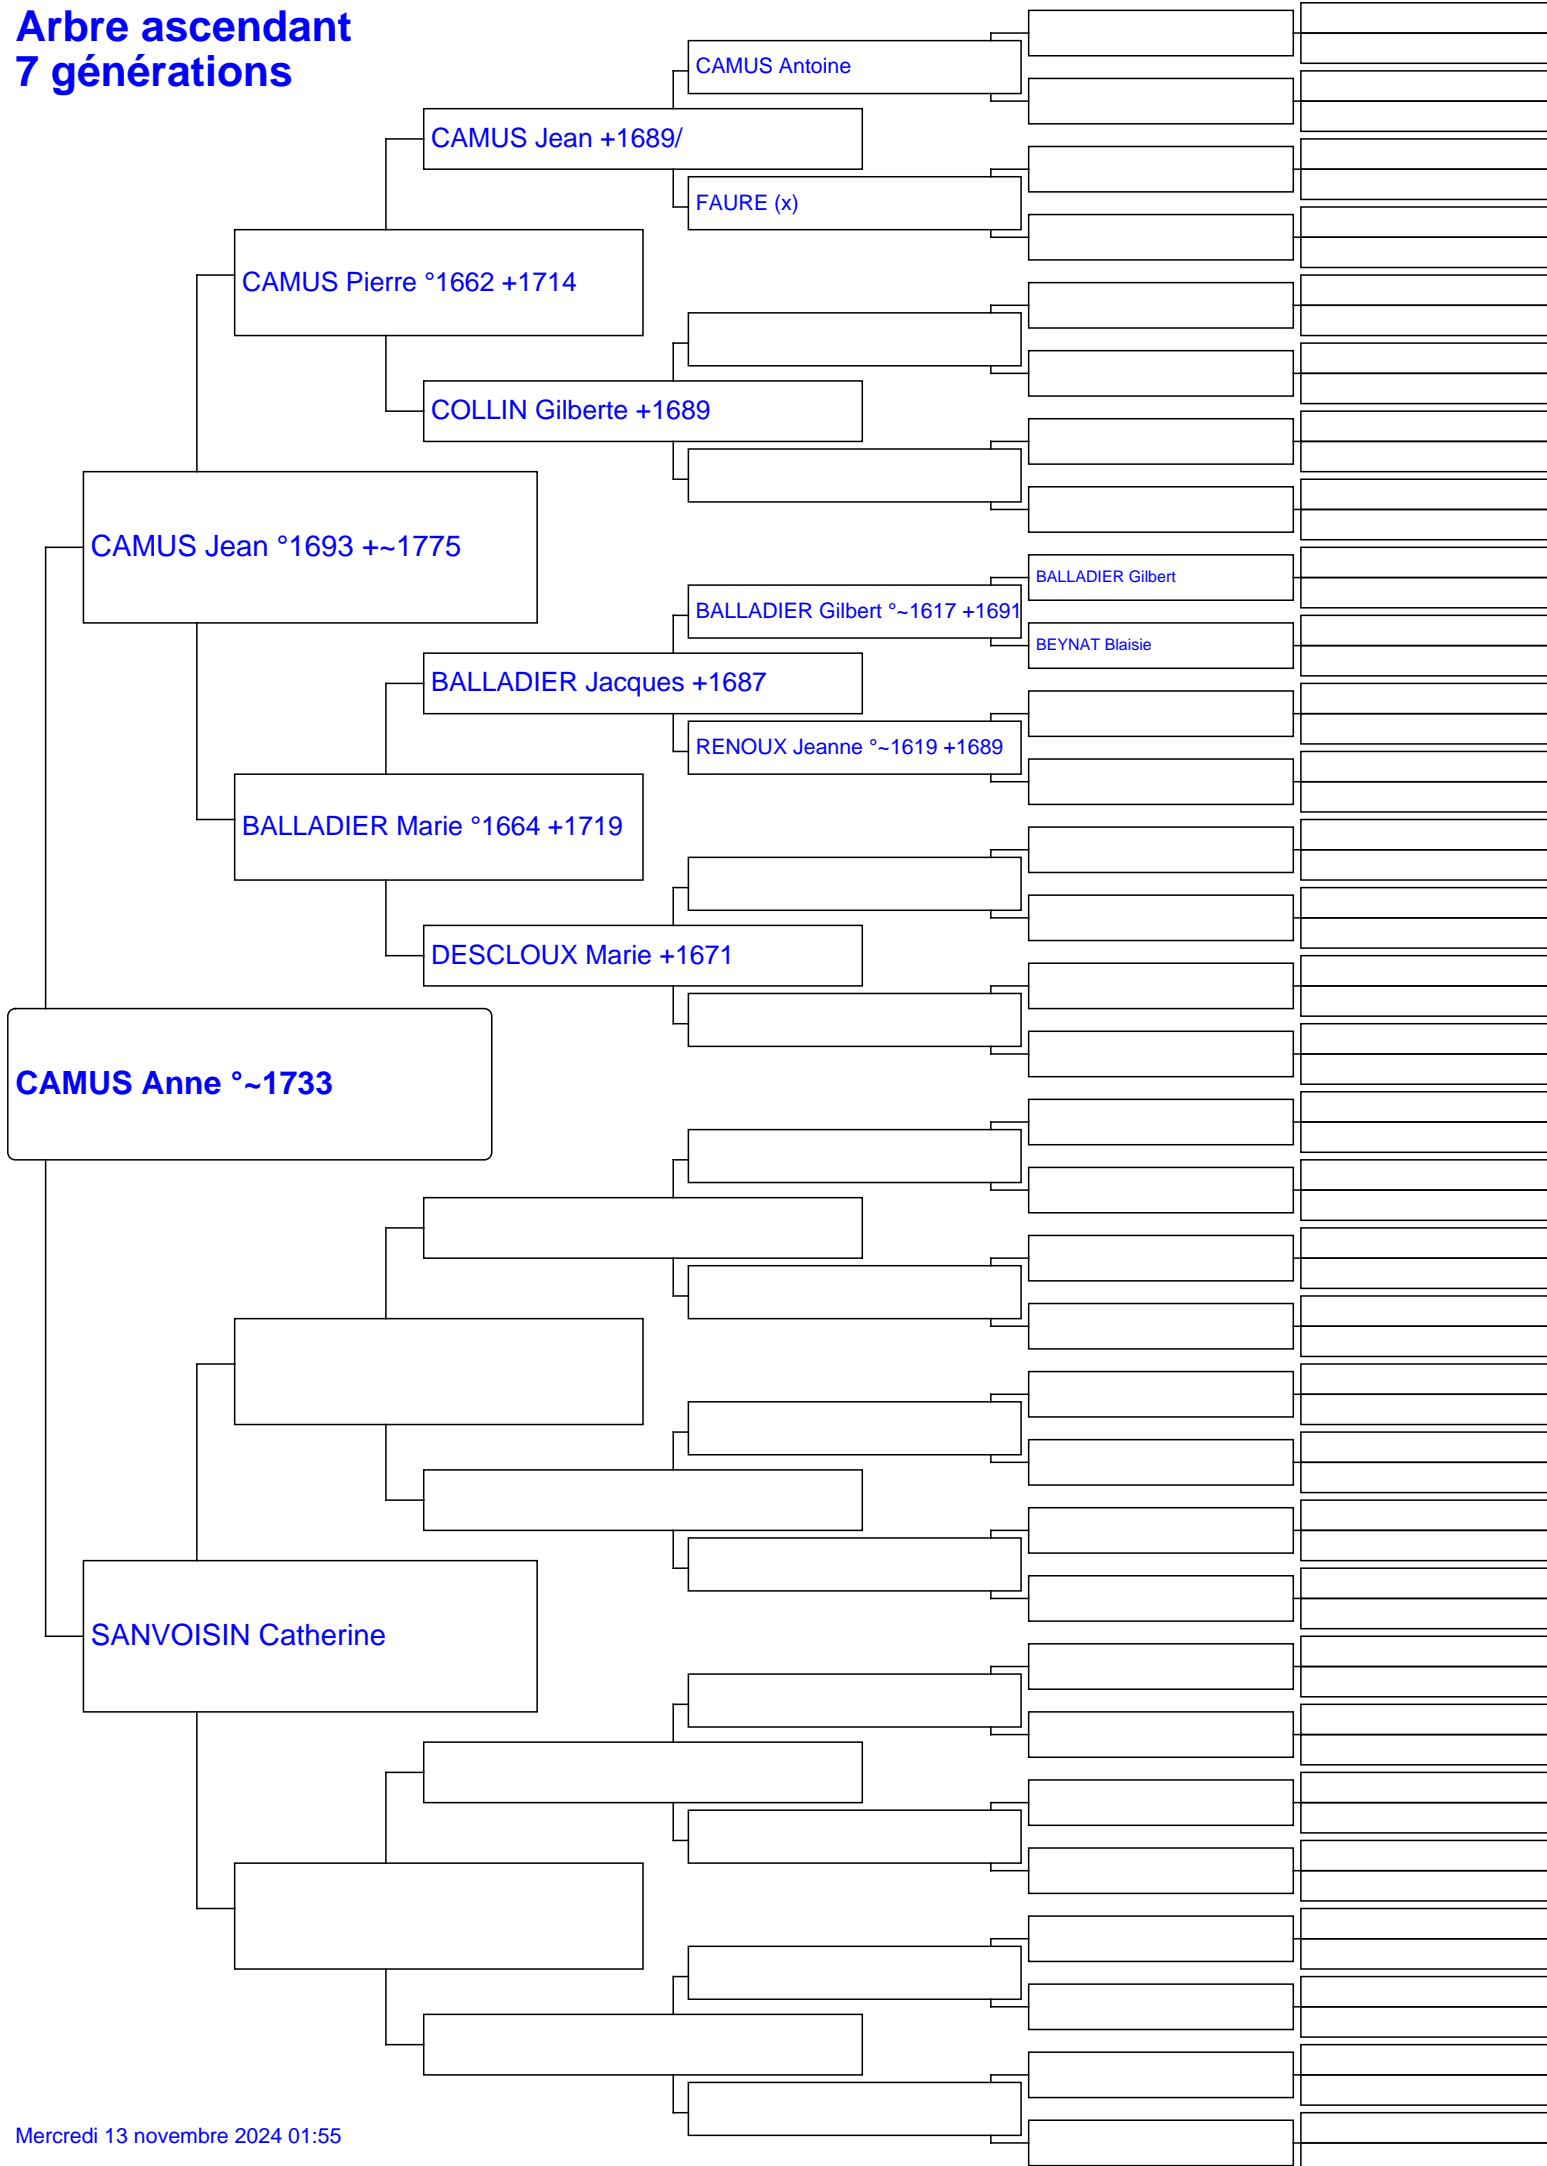 Arbre ascendant
7 générations
CAMUS Antoine
CAMUS Jean +1689/
FAURE (x)
CAMUS Pierre °1662 +1714
COLLIN Gilberte +1689
CAMUS Jean °1693 +~1775
BALLADIER Gilbert
BALLADIER Gilbert °~1617 +1691
BEYNAT Blaisie
BALLADIER Jacques +1687
RENOUX Jeanne °~1619 +1689
BALLADIER Marie °1664 +1719
DESCLOUX Marie +1671
CAMUS Anne °~1733
SANVOISIN Catherine
Mercredi 13 novembre 2024 01:55